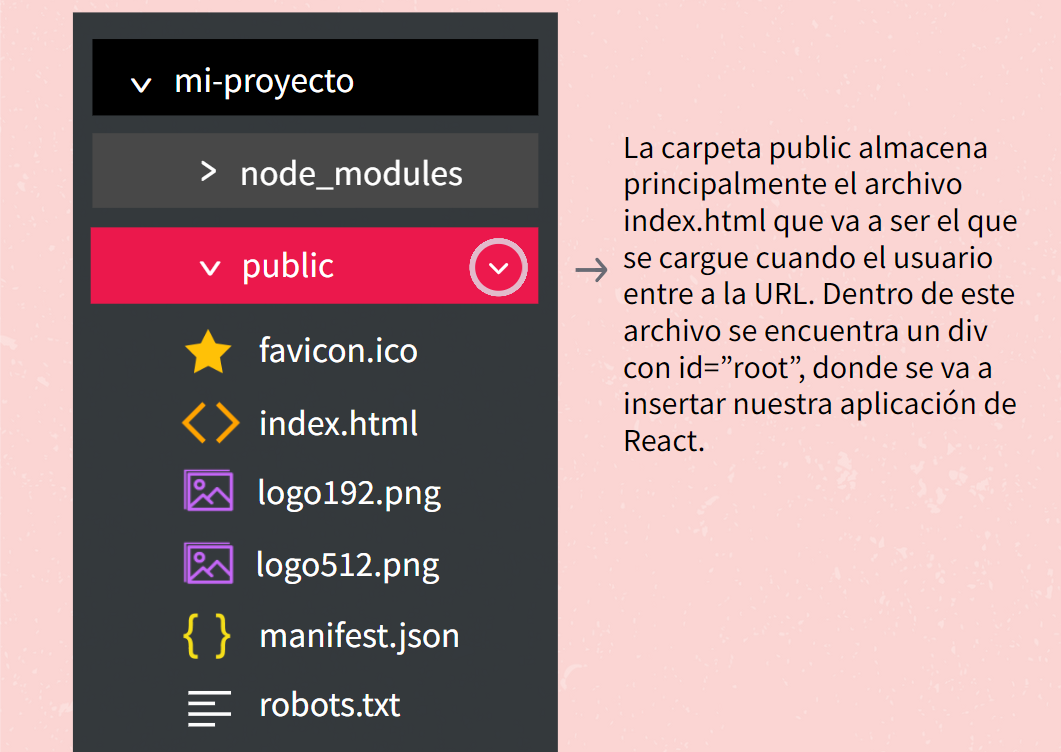 mi-proyecto
node_modules
public
favicon.ico
index.html
logo192.png
logo512.png
manifest.json
robots.txt
La carpeta public almacena
principalmente el archivo
index.html que va a ser el que
se cargue cuando el usuario
entre a la URL. Dentro de este
archivo se encuentra un div
con id=”root”, donde se va a
insertar nuestra aplicación de
React.